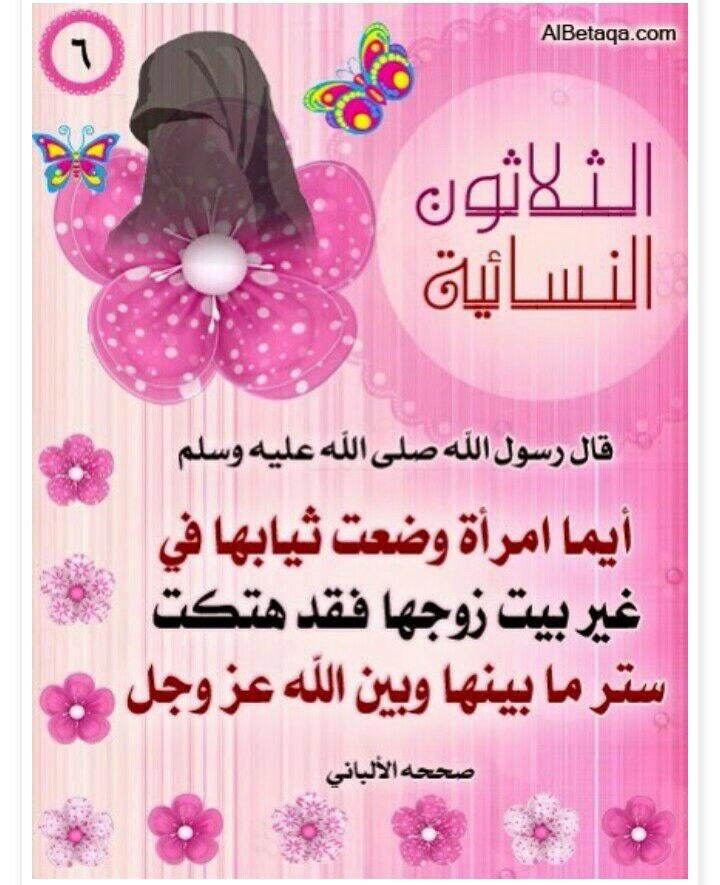 ٦
AlBetaqa.com
الثلاثون
النسائية
قال رسول الله صلى الله عليه وسلم
أيما امرأة وضعت ثيابها في
غير بيت زوجها فقد هتكت
ستر ما بينها وبين الله عز وجل
صححه الألباني